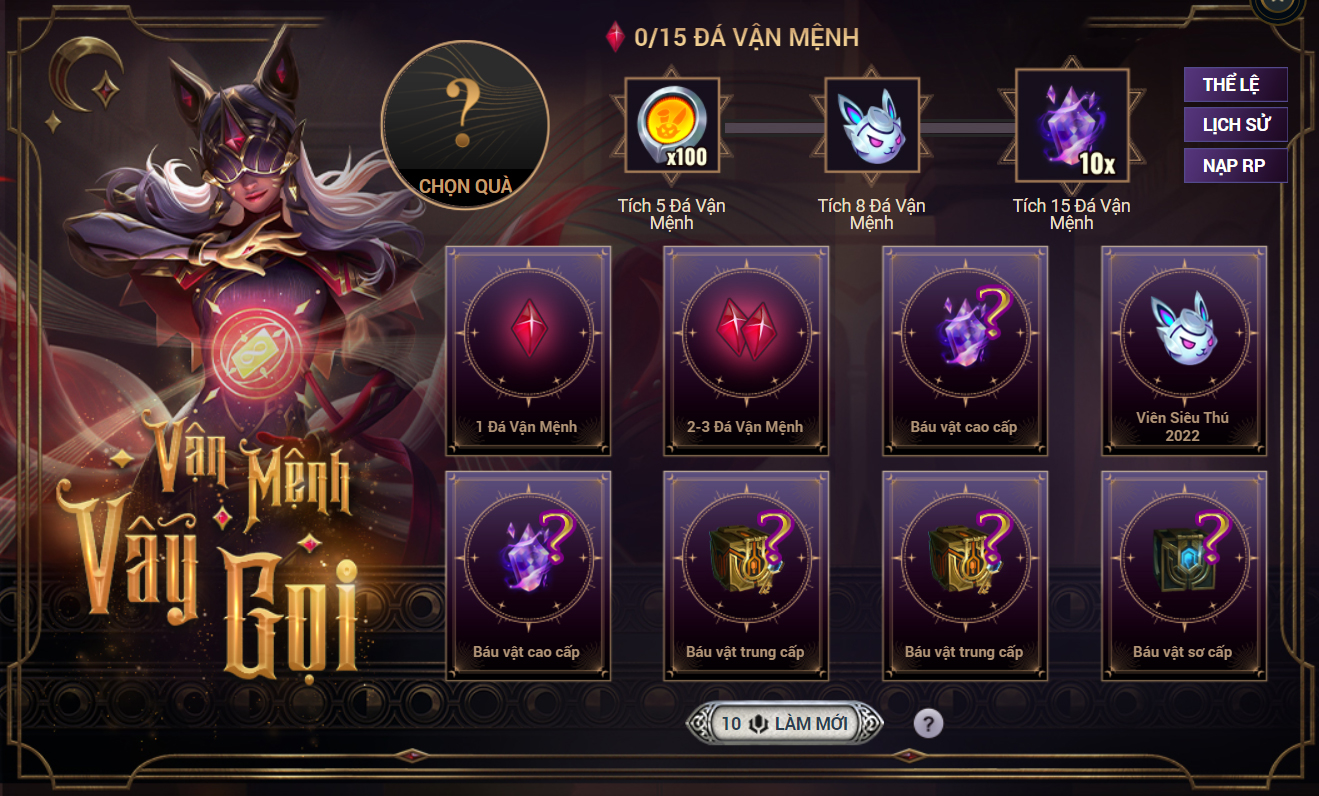 0/15 ĐÁ VẬN MỆNH
THỂ LỆ
LỊCH SỬ
NẠP RP
?
CHỌN QUÀ
x100
10x
Tích 5 Đá Vận
Mệnh
Tích 8 Đá Vận
Mệnh
Tích 15 Đá Vận
Mệnh
Vận
Mệnh
Vẫy
Gọi
?
1 Đá Vận Mệnh
2-3 Đá Vận Mệnh
Báu vật cao cấp
Viên Siêu Thú
2022
?
?
?
?
Báu vật cao cấp
Báu vật trung cấp
Báu vật trung cấp
Báu vật sơ cấp
10 LÀM MỚI
?